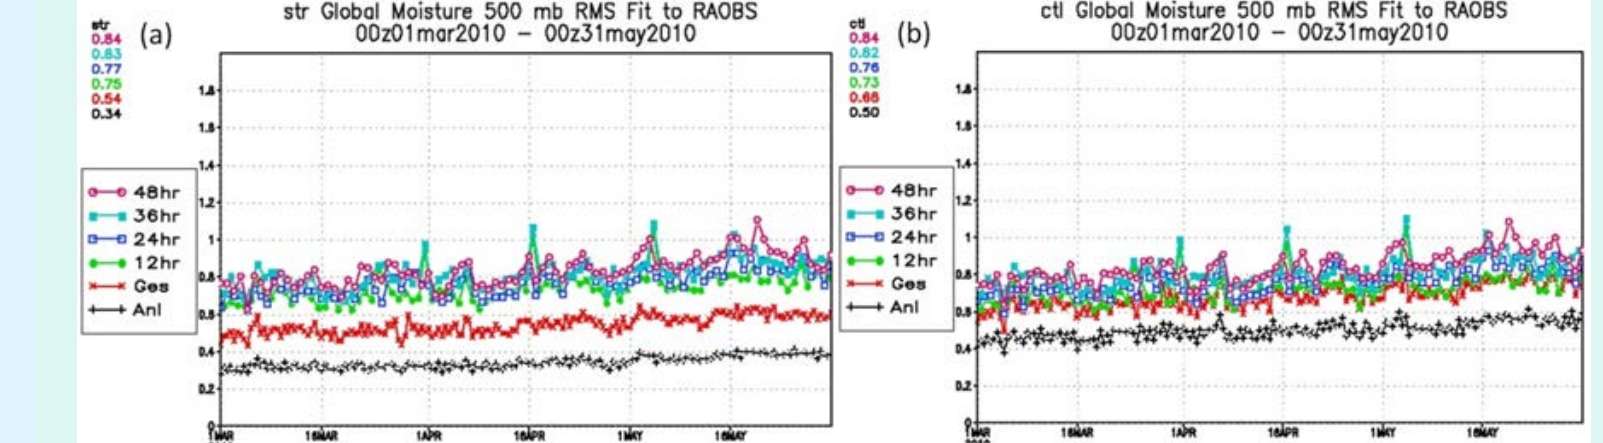 str Global Moisture 500 mb RMS Fit to RAOBS
00z01mar2010 – 00z31may2010
(a)
str
0.84
0.83
0.77
0.75
0.54
0.34
48hr
36hr
24hr
12hr
Ges
Anl
1.8
1.6
1.4
1.2
1
0.8
0.6
0.4
0.2
0
1MAR
16MAR
1APR
16APR
1MAY
16MAY
ctl Global Moisture 500 mb RMS Fit to RAOBS
00z01mar2010 – 00z31may2010
(b)
ctl
0.84
0.82
0.76
0.73
0.68
0.50
48hr
36hr
24hr
12hr
Ges
Anl
1.8
1.6
1.4
1.2
1
0.8
0.6
0.4
0.2
0
1MAR
16MAR
1APR
16APR
1MAY
16MAY